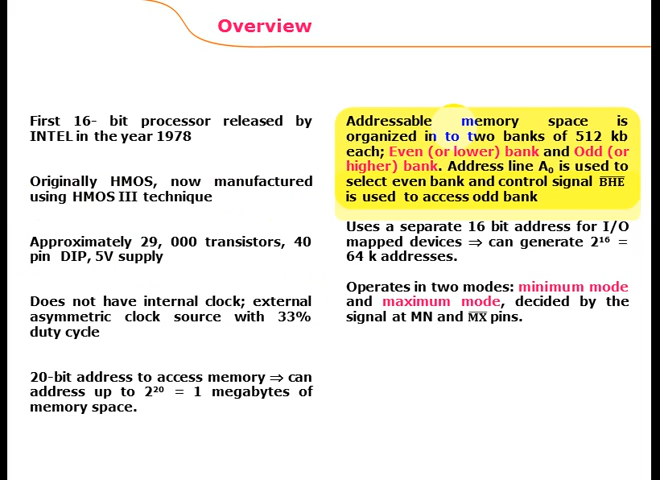 Overview
First 16- bit processor released by
INTEL in the year 1978
Originally HMOS, now manufactured
using HMOS III technique
Approximately 29, 000 transistors, 40
pin DIP, 5V supply
Does not have internal clock; external
asymmetric clock source with 33%
duty cycle
20-bit address to access memory ⇒ can
address up to 2²⁰ = 1 megabytes of
memory space.
Addressable memory space is
organized in to two banks of 512 kb
each; Even (or lower) bank and Odd (or
higher) bank. Address line A₀ is used to
select even bank and control signal B̅H̅E̅
is used to access odd bank
Uses a separate 16 bit address for I/O
mapped devices ⇒ can generate 2¹⁶ =
64 k addresses.
Operates in two modes: minimum mode
and maximum mode, decided by the
signal at MN and M̅X̅ pins.